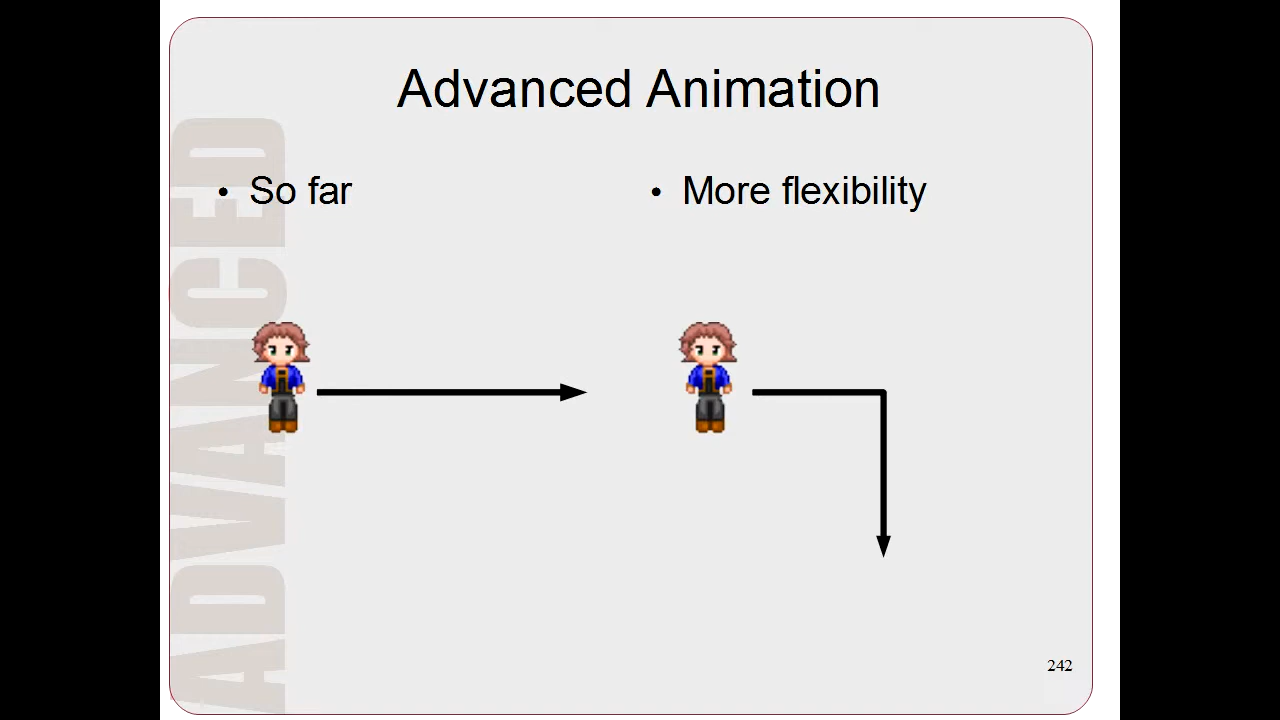 Advanced Animation
• So far
• More flexibility
ADVANCED
242